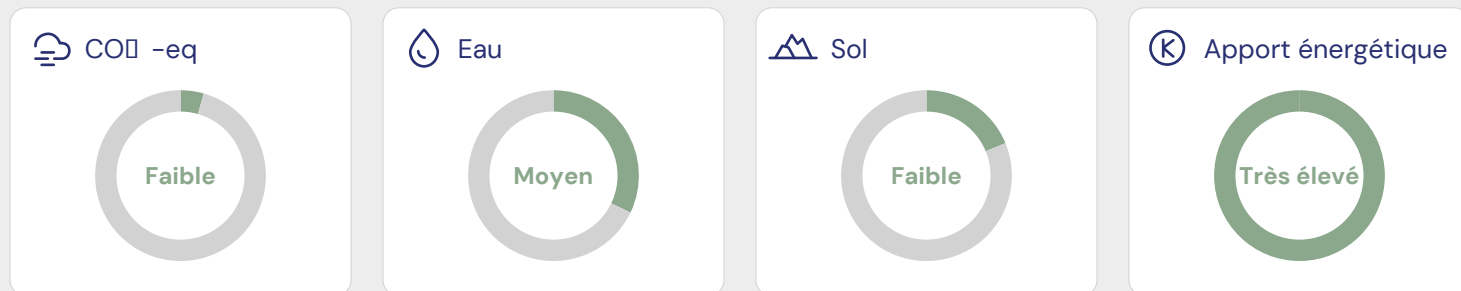 CO▯ -eq
Eau
Sol
Apport énergétique
Faible
Moyen
Faible
Très élevé